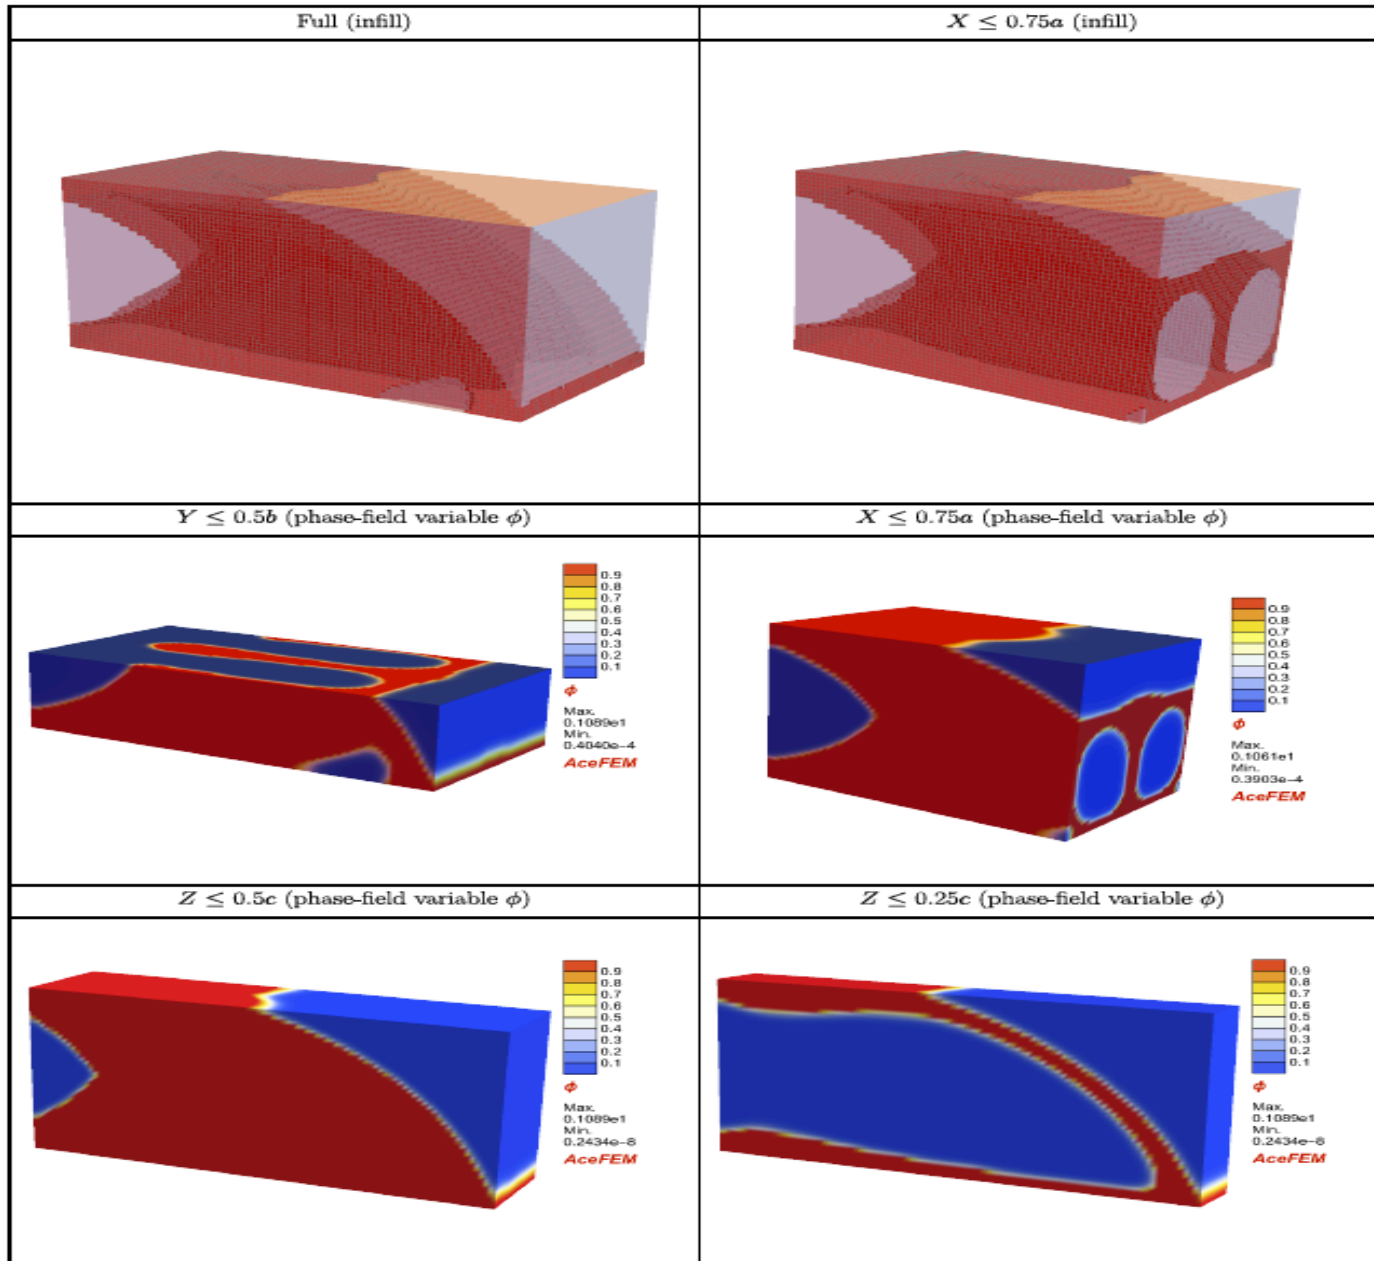 Full (infill)
X ≤ 0.75a (infill)
Y ≤ 0.5b (phase-field variable ϕ)
X ≤ 0.75a (phase-field variable ϕ)
0.9
0.8
0.7
0.6
0.5
0.4
0.3
0.2
0.1
ϕ
Max.
0.1089e1
Min.
0.4040e-4
AceFEM
0.9
0.8
0.7
0.6
0.5
0.4
0.3
0.2
0.1
ϕ
Max.
0.1061e1
Min.
0.3903e-4
AceFEM
Z ≤ 0.5c (phase-field variable ϕ)
Z ≤ 0.25c (phase-field variable ϕ)
0.9
0.8
0.7
0.6
0.5
0.4
0.3
0.2
0.1
ϕ
Max.
0.1089e1
Min.
0.2434e-8
AceFEM
0.9
0.8
0.7
0.6
0.5
0.4
0.3
0.2
0.1
ϕ
Max.
0.1089e1
Min.
0.2434e-8
AceFEM